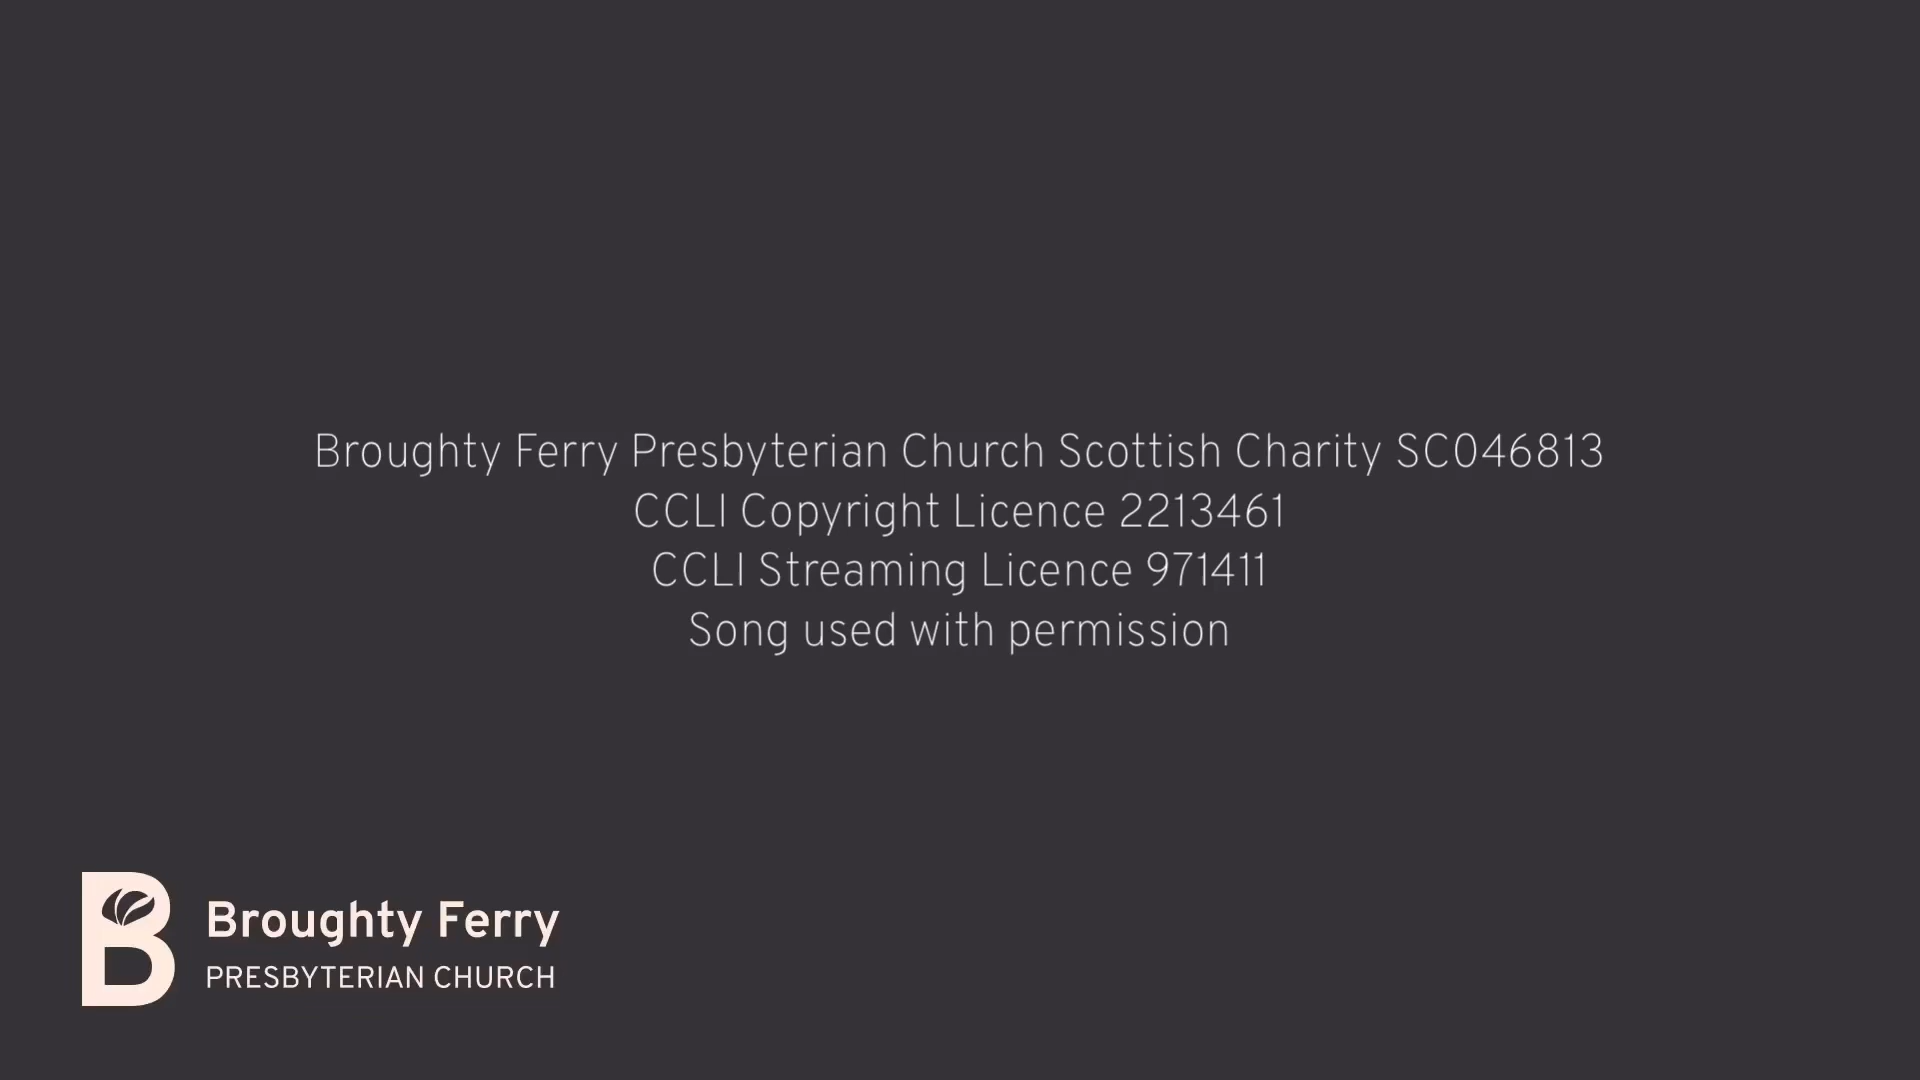 Broughty Ferry Presbyterian Church Scottish Charity SC046813
CCLI Copyright Licence 2213461
CCLI Streaming Licence 971411
Song used with permission
Broughty Ferry
PRESBYTERIAN CHURCH